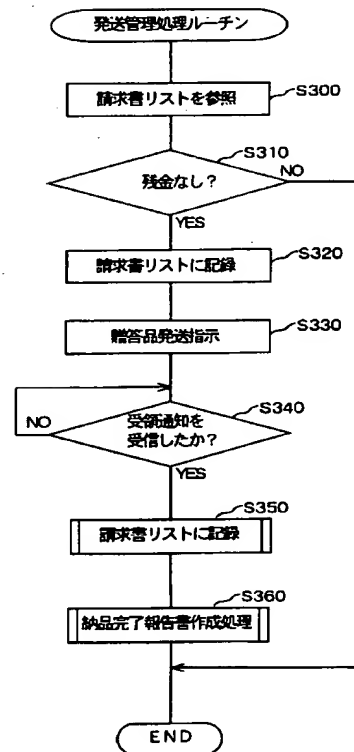 発送管理処理ルーチン
請求書リストを参照
S300
残金なし?
S310
NO
YES
請求書リストに記録
S320
贈答品発送指示
S330
受領通知を
受信したか?
S340
NO
YES
請求書リストに記録
S350
納品完了報告書作成処理
S360
END